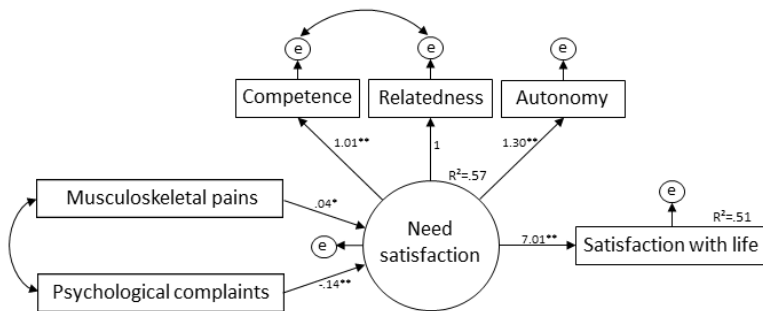 e
e
e
Competence
Relatedness
Autonomy
1.01**
1
1.30**
R²=.57
Musculoskeletal pains
.04*
e
R²=.51
Need
satisfaction
7.01**
Satisfaction with life
e
Psychological complaints
-.14**